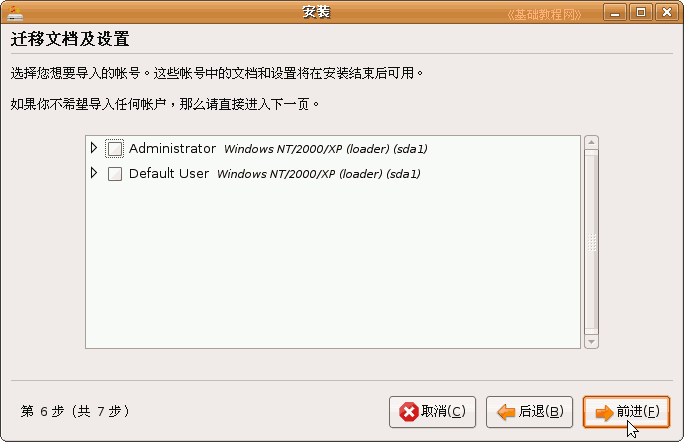 安装
《基础教程网》
迁移文档及设置
选择您想要导入的帐号。这些帐号中的文档和设置将在安装结束后可用。
如果你不希望导入任何帐户，那么请直接进入下一页。
Administrator Windows NT/2000/XP (loader) (sda1)
Default User Windows NT/2000/XP (loader) (sda1)
第 6 步 (共 7 步)
取消(C)
后退(B)
前进(F)